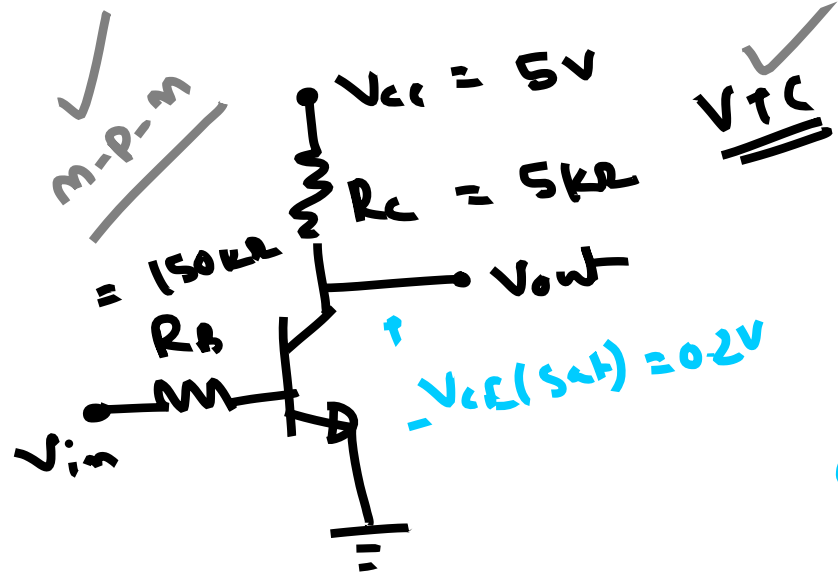 m-p-m
Vcc = 5V
VTC
Rc = 5KΩ
= 150KΩ
RB
Vout
VCE(Sat) = 0.2V
Vin